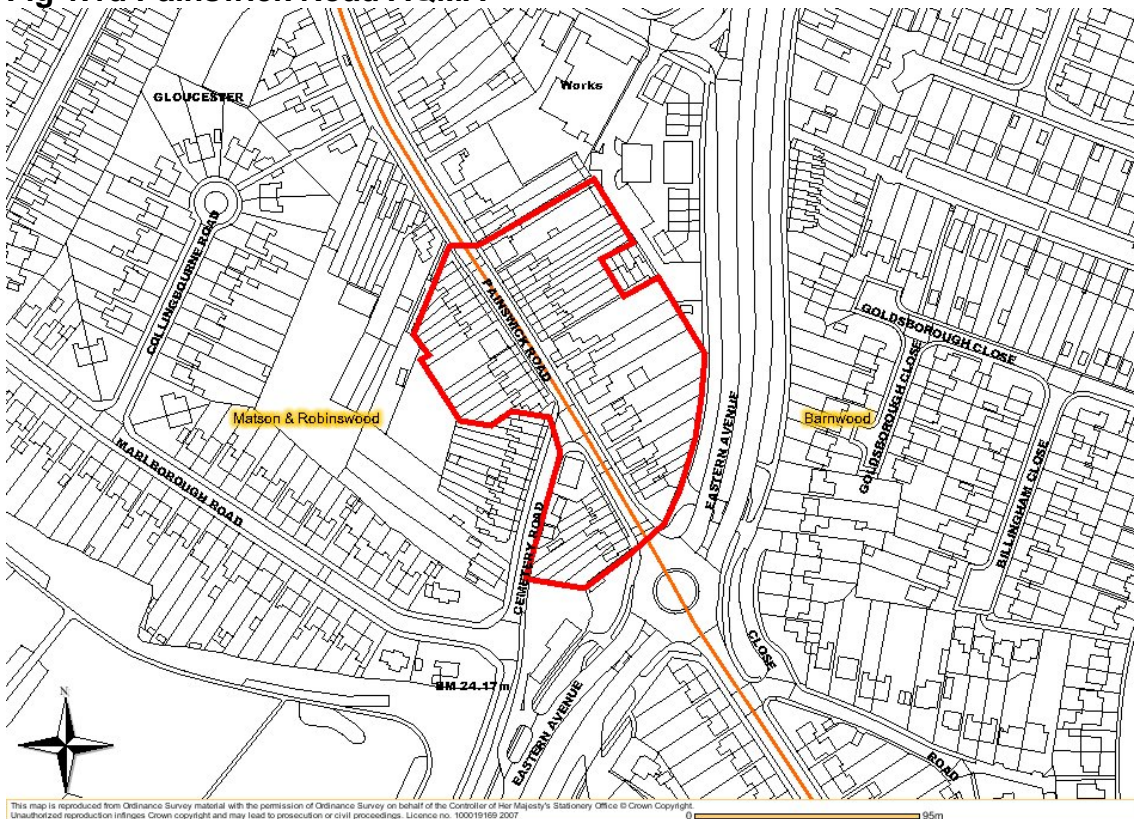 GLOUCESTER
Works
COLLINGBOURNE ROAD
PAINSWICK ROAD
GOLDSBOROUGH CLOSE
Matson & Robinswood
Barnwood
GOLDSBOROUGH CLOSE
EASTERN AVENUE
MARLBOROUGH ROAD
BILLINGHAM CLOSE
CEMETERY ROAD
CLOSE
BM 24.17m
EASTERN AVENUE
ROAD
N
This map is reproduced from Ordnance Survey material with the permission of Ordnance Survey on behalf of the Controller of Her Majesty's Stationery Office © Crown Copyright.
Unauthorized reproduction infringes Crown copyright and may lead to prosecution or civil proceedings. Licence no. 100019169 2007
0 95m